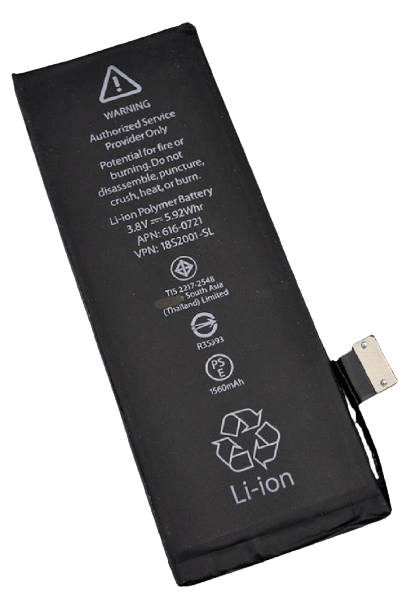 WARNING
Authorized Service
Provider Only
Potential for fire or
burning. Do not
disassemble, puncture,
crush, heat, or burn.
Li-ion Polymer Battery
3.8V ⎓ 5.92Whr
APN: 616-0721
VPN: 1852001-SL
TIS 2217-2548
South Asia
(Thailand) Limited
R35393
PS
E
1560mAh
Li-ion